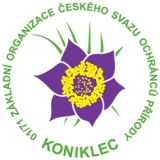 01/71 ZÁKLADNÍ ORGANIZACE ČESKÉHO SVAZU OCHRÁNCŮ PŘÍRODY
KONIKLEC